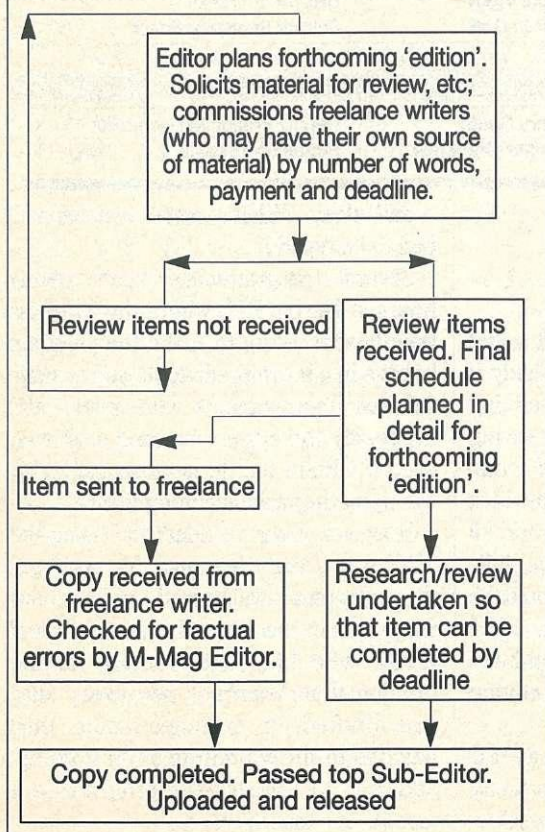 Editor plans forthcoming 'edition'.
Solicits material for review, etc;
commissions freelance writers
(who may have their own source
of material) by number of words,
payment and deadline.
Review items not received
Review items
received. Final
schedule
planned in
detail for
forthcoming
'edition'.
Item sent to freelance
Copy received from
freelance writer.
Checked for factual
errors by M-Mag Editor.
Research/review
undertaken so
that item can be
completed by
deadline
Copy completed. Passed top Sub-Editor.
Uploaded and released